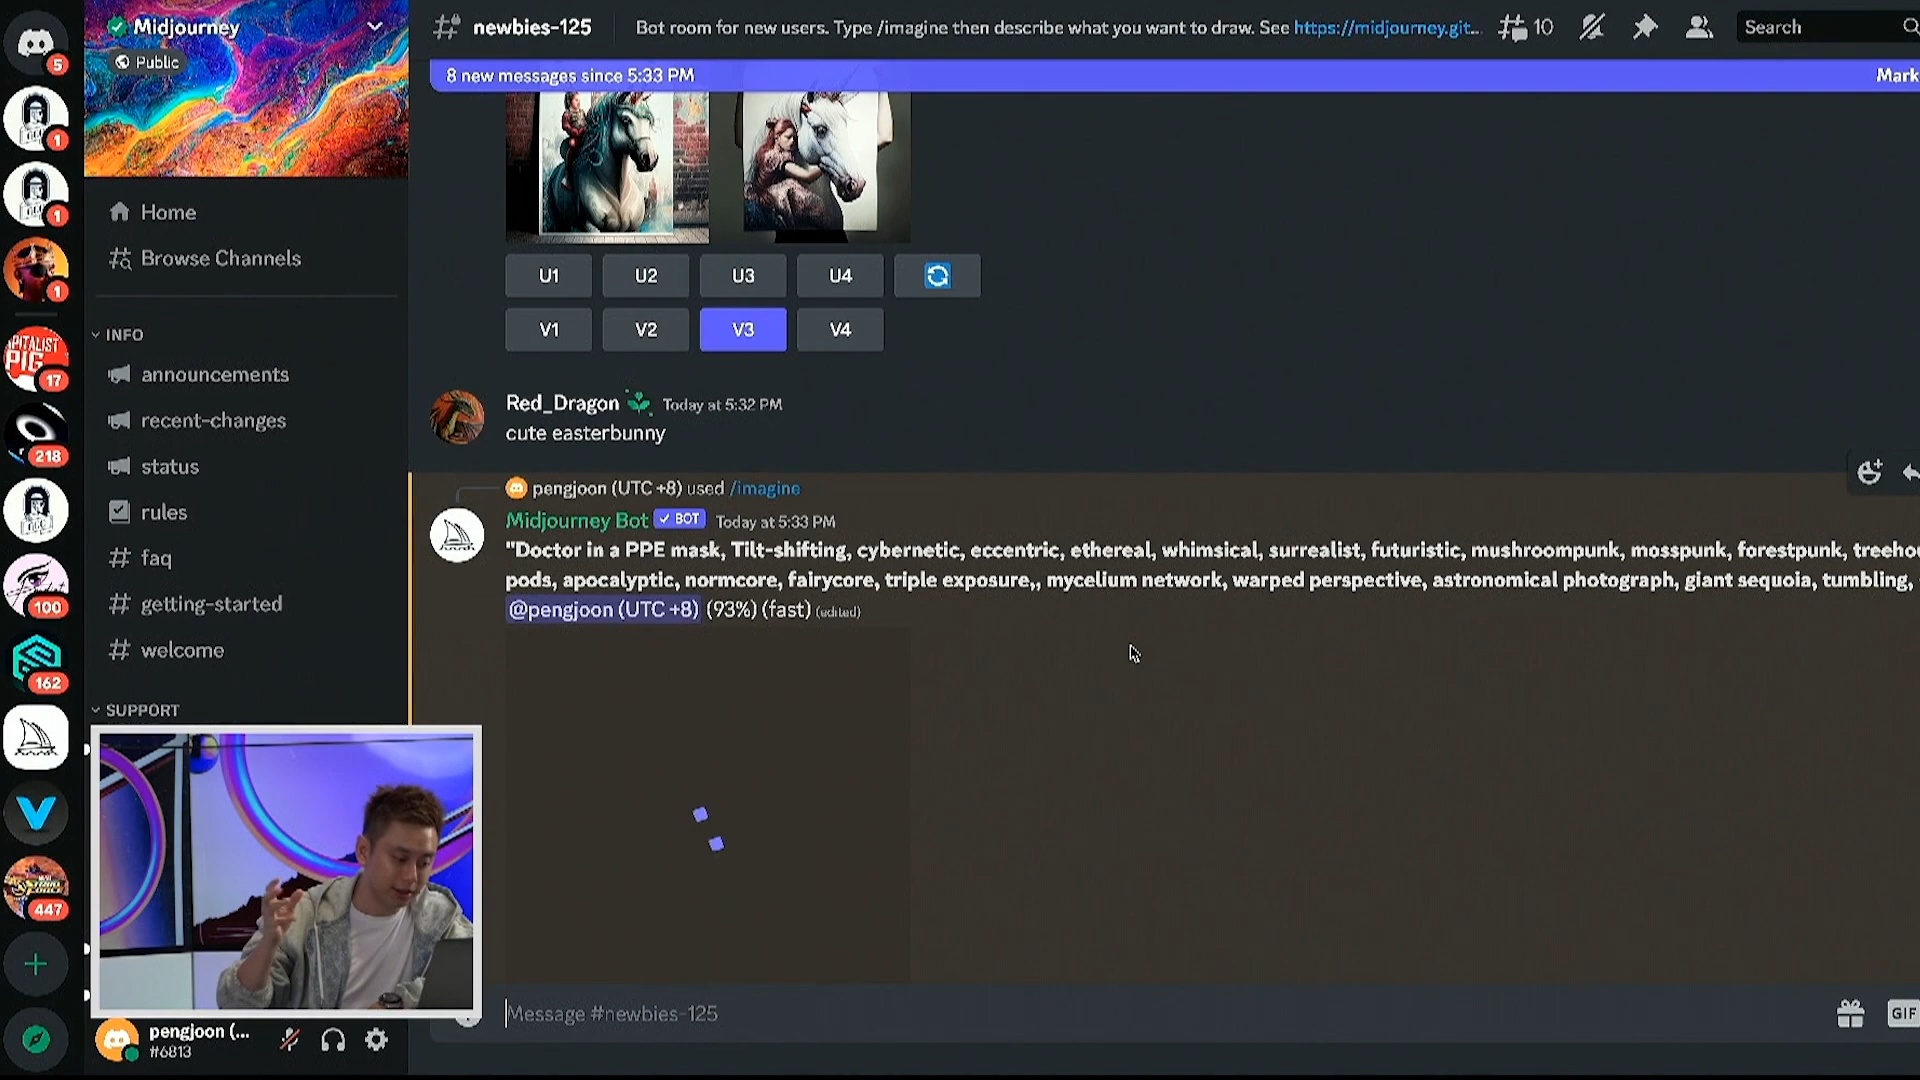 Midjourney
Public
newbies-125
Bot room for new users. Type /imagine then describe what you want to draw. See https://midjourney.git...
10
Search
8 new messages since 5:33 PM
Mark
5
1
1
1
17
218
100
162
447
PITALIST
PIG
Home
Browse Channels
INFO
announcements
recent-changes
status
rules
faq
getting-started
welcome
SUPPORT
U1 U2 U3 U4
V1 V2 V3 V4
Red_Dragon Today at 5:32 PM
cute easterbunny
pengjoon (UTC +8) used /imagine
Midjourney Bot BOT Today at 5:33 PM
"Doctor in a PPE mask, Tilt-shifting, cybernetic, eccentric, ethereal, whimsical, surrealist, futuristic, mushroompunk, mosspunk, forestpunk, treehou
pods, apocalyptic, normcore, fairycore, triple exposure,, mycelium network, warped perspective, astronomical photograph, giant sequoia, tumbling,
@pengjoon (UTC +8) (93%) (fast) (edited)
Message #newbies-125
GIF
pengjoon (...
#6813